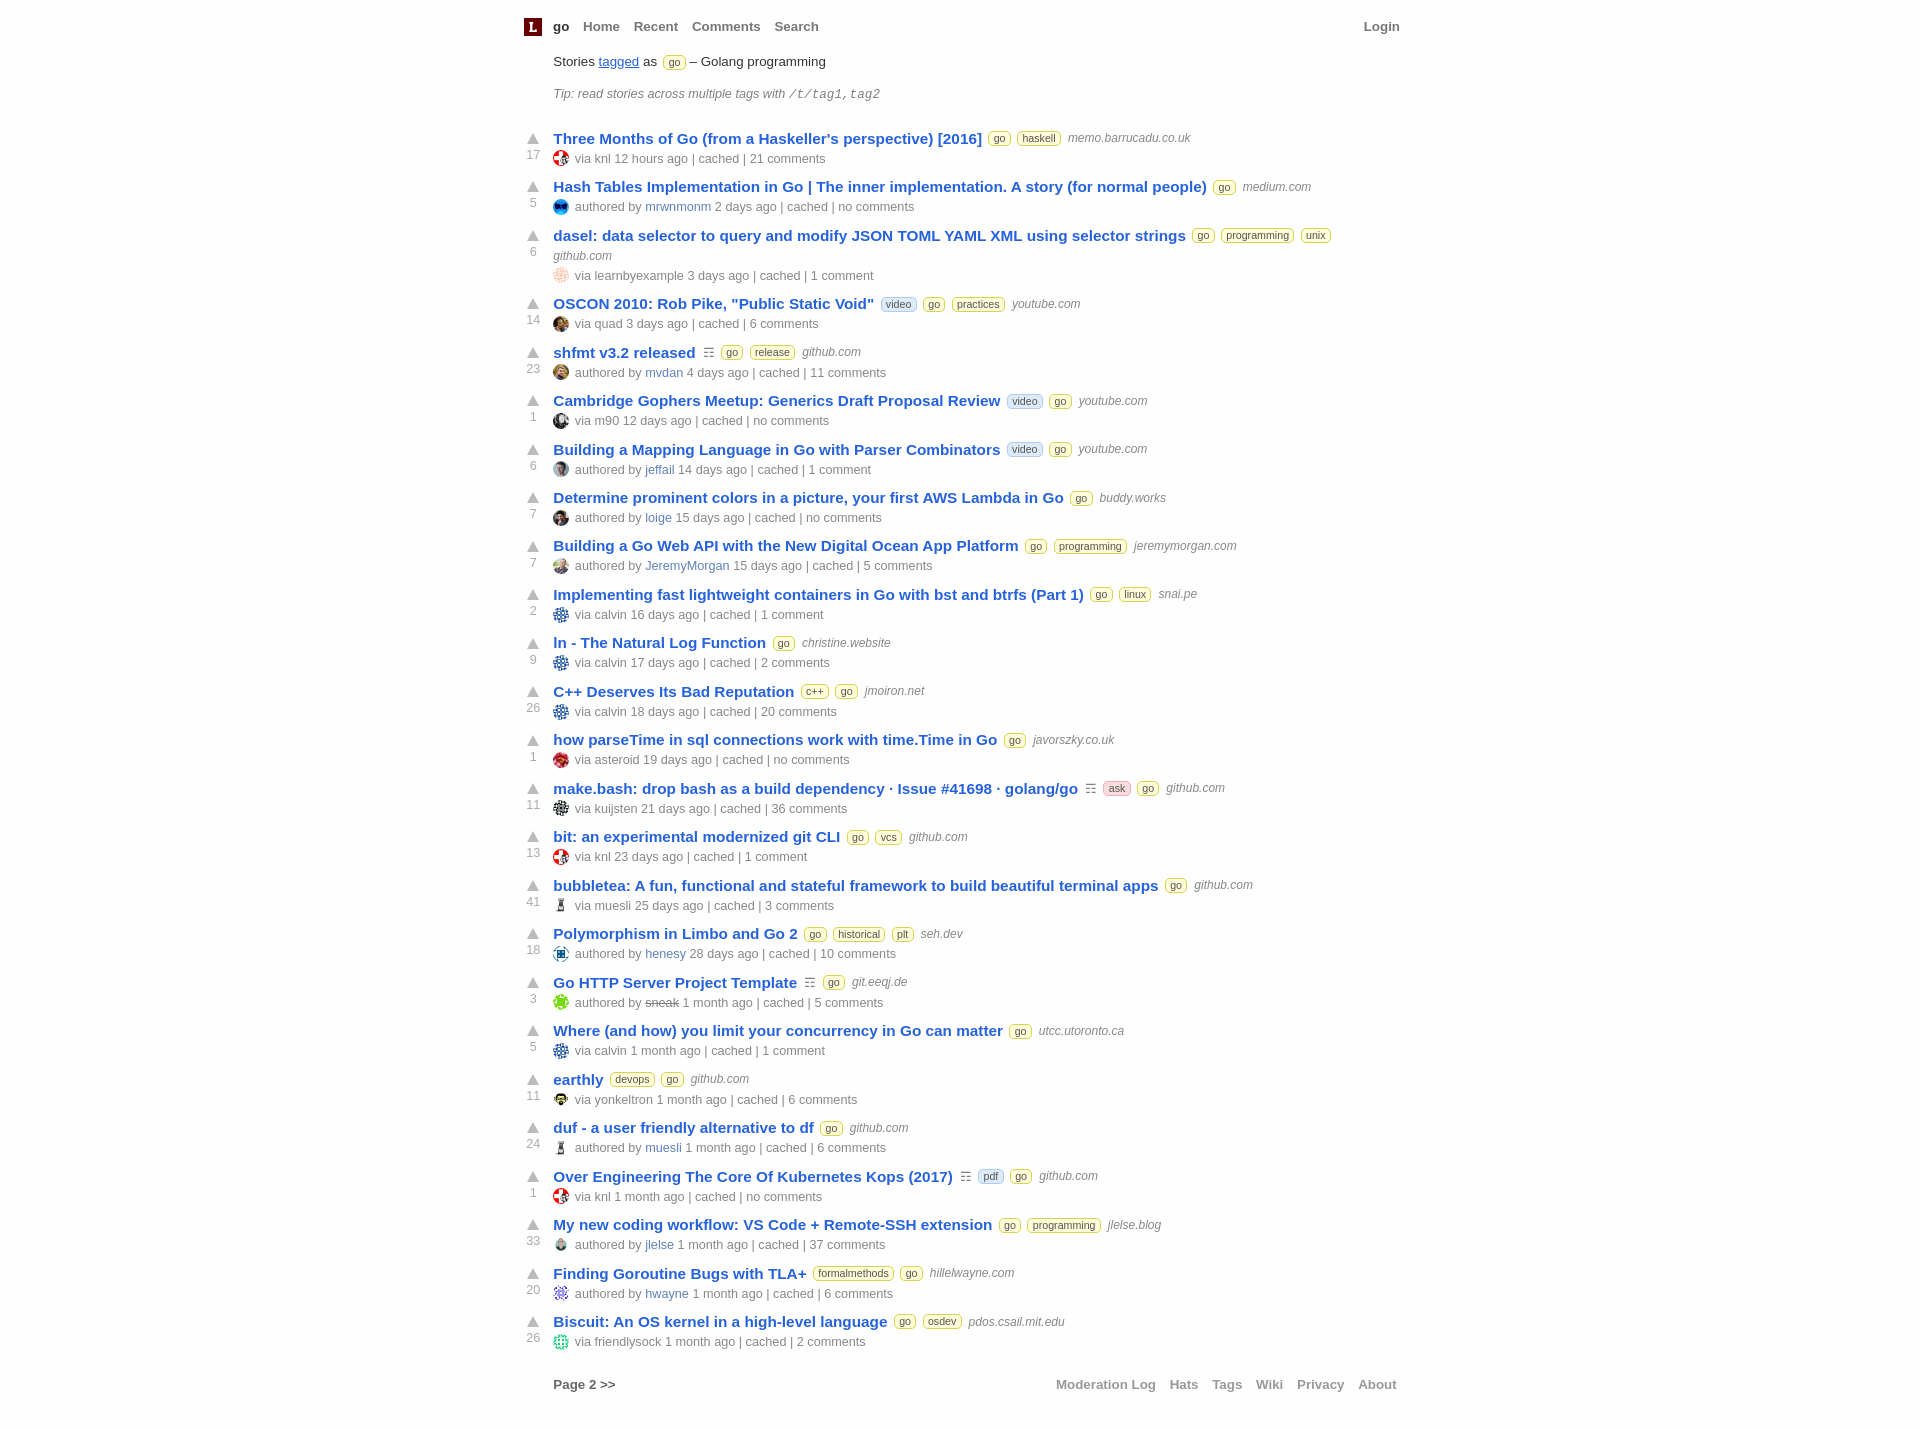 L go Home Recent Comments Search Login
Stories tagged as go – Golang programming
Tip: read stories across multiple tags with /t/tag1,tag2
Three Months of Go (from a Haskeller's perspective) [2016] go haskell memo.barrucadu.co.uk
17 via knl 12 hours ago | cached | 21 comments
Hash Tables Implementation in Go | The inner implementation. A story (for normal people) go medium.com
5 authored by mrwnmonm 2 days ago | cached | no comments
dasel: data selector to query and modify JSON TOML YAML XML using selector strings go programming unix
6 github.com
via learnbyexample 3 days ago | cached | 1 comment
OSCON 2010: Rob Pike, "Public Static Void" video go practices youtube.com
14 via quad 3 days ago | cached | 6 comments
shfmt v3.2 released ☶ go release github.com
23 authored by mvdan 4 days ago | cached | 11 comments
Cambridge Gophers Meetup: Generics Draft Proposal Review video go youtube.com
1 via m90 12 days ago | cached | no comments
Building a Mapping Language in Go with Parser Combinators video go youtube.com
6 authored by jeffail 14 days ago | cached | 1 comment
Determine prominent colors in a picture, your first AWS Lambda in Go go buddy.works
7 authored by loige 15 days ago | cached | no comments
Building a Go Web API with the New Digital Ocean App Platform go programming jeremymorgan.com
7 authored by JeremyMorgan 15 days ago | cached | 5 comments
Implementing fast lightweight containers in Go with bst and btrfs (Part 1) go linux snai.pe
2 via calvin 16 days ago | cached | 1 comment
ln - The Natural Log Function go christine.website
9 via calvin 17 days ago | cached | 2 comments
C++ Deserves Its Bad Reputation c++ go jmoiron.net
26 via calvin 18 days ago | cached | 20 comments
how parseTime in sql connections work with time.Time in Go go javorszky.co.uk
1 via asteroid 19 days ago | cached | no comments
make.bash: drop bash as a build dependency · Issue #41698 · golang/go ☶ ask go github.com
11 via kuijsten 21 days ago | cached | 36 comments
bit: an experimental modernized git CLI go vcs github.com
13 via knl 23 days ago | cached | 1 comment
bubbletea: A fun, functional and stateful framework to build beautiful terminal apps go github.com
41 via muesli 25 days ago | cached | 3 comments
Polymorphism in Limbo and Go 2 go historical plt seh.dev
18 authored by henesy 28 days ago | cached | 10 comments
Go HTTP Server Project Template ☶ go git.eeqj.de
3 authored by sneak 1 month ago | cached | 5 comments
Where (and how) you limit your concurrency in Go can matter go utcc.utoronto.ca
5 via calvin 1 month ago | cached | 1 comment
earthly devops go github.com
11 via yonkeltron 1 month ago | cached | 6 comments
duf - a user friendly alternative to df go github.com
24 authored by muesli 1 month ago | cached | 6 comments
Over Engineering The Core Of Kubernetes Kops (2017) ☶ pdf go github.com
1 via knl 1 month ago | cached | no comments
My new coding workflow: VS Code + Remote-SSH extension go programming jlelse.blog
33 authored by jlelse 1 month ago | cached | 37 comments
Finding Goroutine Bugs with TLA+ formalmethods go hillelwayne.com
20 authored by hwayne 1 month ago | cached | 6 comments
Biscuit: An OS kernel in a high-level language go osdev pdos.csail.mit.edu
26 via friendlysock 1 month ago | cached | 2 comments
Page 2 >> Moderation Log Hats Tags Wiki Privacy About